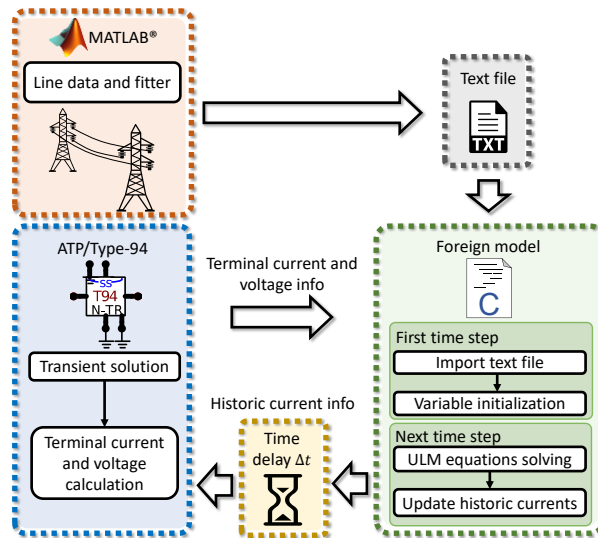 MATLAB®
Line data and fitter
Text file
TXT
ATP/Type-94
SS
T94
N-TR
Transient solution
Terminal current
and voltage
calculation
Terminal current and
voltage info
Historic current info
Time
delay Δt
Foreign model
C
First time step
Import text file
Variable initialization
Next time step
ULM equations solving
Update historic currents